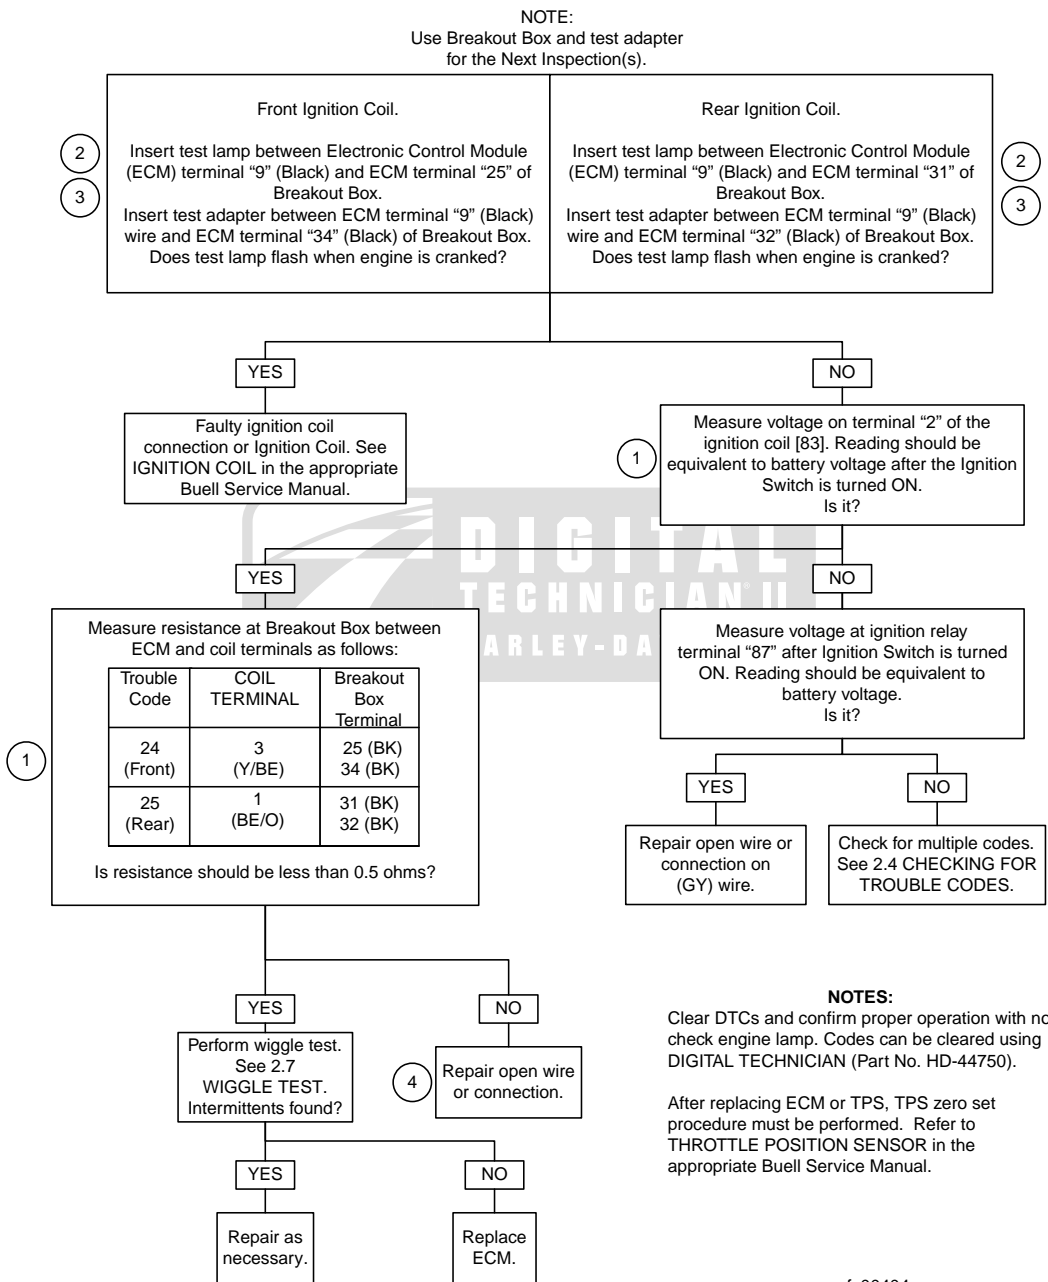 NOTE:
Use Breakout Box and test adapter
for the Next Inspection(s).
Front Ignition Coil.
2
3
Insert test lamp between Electronic Control Module
(ECM) terminal “9” (Black) and ECM terminal “25” of
Breakout Box.
Insert test adapter between ECM terminal “9” (Black)
wire and ECM terminal “34” (Black) of Breakout Box.
Does test lamp flash when engine is cranked?
Rear Ignition Coil.
Insert test lamp between Electronic Control Module
(ECM) terminal “9” (Black) and ECM terminal “31” of
Breakout Box.
Insert test adapter between ECM terminal “9” (Black)
wire and ECM terminal “32” (Black) of Breakout Box.
Does test lamp flash when engine is cranked?
2
3
YES
NO
Faulty ignition coil
connection or Ignition Coil. See
IGNITION COIL in the appropriate
Buell Service Manual.
1
Measure voltage on terminal “2” of the
ignition coil [83]. Reading should be
equivalent to battery voltage after the Ignition
Switch is turned ON.
Is it?
DIGITAL
TECHNICIAN® II
ARLEY-DA
YES
NO
1
Measure resistance at Breakout Box between
ECM and coil terminals as follows:
Trouble
Code
COIL
TERMINAL
Breakout
Box
Terminal
24
(Front)
3
(Y/BE)
25 (BK)
34 (BK)
25
(Rear)
1
(BE/O)
31 (BK)
32 (BK)
Is resistance should be less than 0.5 ohms?
Measure voltage at ignition relay
terminal “87” after Ignition Switch is turned
ON. Reading should be equivalent to
battery voltage.
Is it?
YES
NO
Repair open wire or
connection on
(GY) wire.
Check for multiple codes.
See 2.4 CHECKING FOR
TROUBLE CODES.
YES
NO
Perform wiggle test.
See 2.7
WIGGLE TEST.
Intermittents found?
4
Repair open wire
or connection.
YES
NO
Repair as
necessary.
Replace
ECM.
NOTES:
Clear DTCs and confirm proper operation with no
check engine lamp. Codes can be cleared using
DIGITAL TECHNICIAN (Part No. HD-44750).
After replacing ECM or TPS, TPS zero set
procedure must be performed. Refer to
THROTTLE POSITION SENSOR in the
appropriate Buell Service Manual.